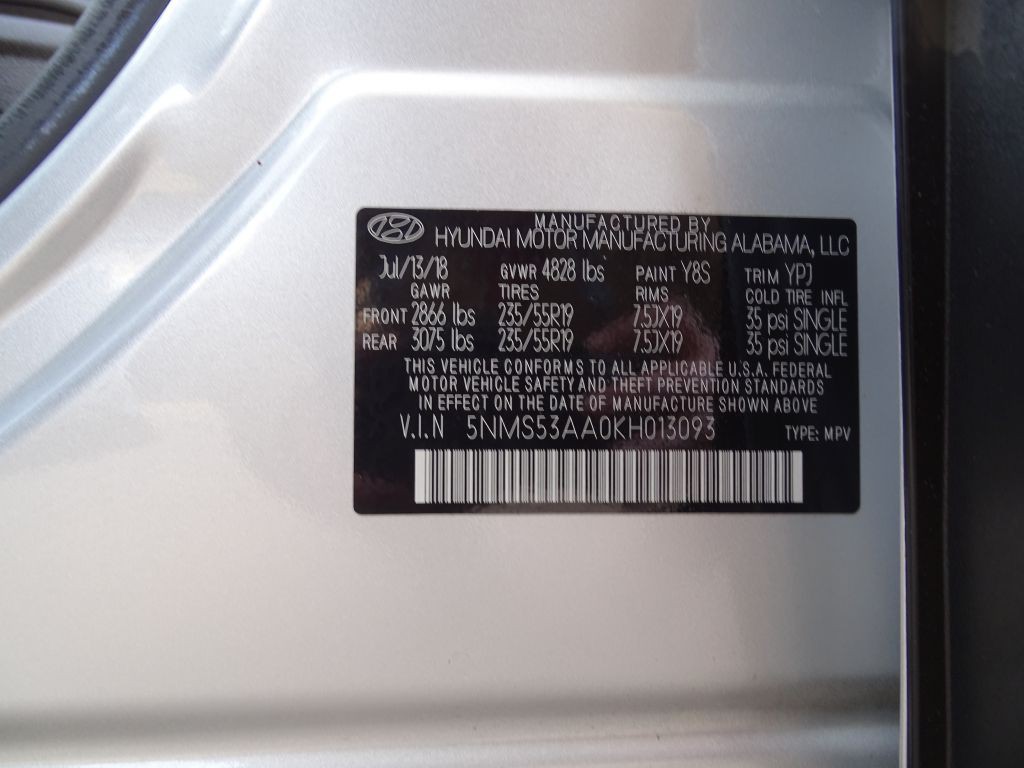 MANUFACTURED BY
HYUNDAI MOTOR MANUFACTURING ALABAMA, LLC
Jul/13/18 GVWR 4828 lbs PAINT Y8S TRIM YPJ
GAWR TIRES RIMS COLD TIRE INFL
FRONT 2866 lbs 235/55R19 7.5JX19 35 psi SINGLE
REAR 3075 lbs 235/55R19 7.5JX19 35 psi SINGLE
THIS VEHICLE CONFORMS TO ALL APPLICABLE U.S.A. FEDERAL
MOTOR VEHICLE SAFETY AND THEFT PREVENTION STANDARDS
IN EFFECT ON THE DATE OF MANUFACTURE SHOWN ABOVE
V.I.N 5NMS53AA0KH013093 TYPE: MPV